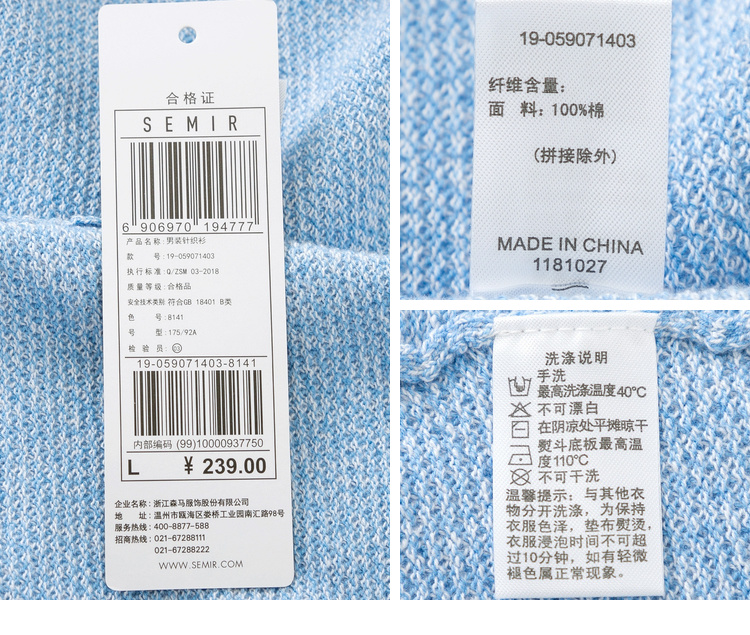 合格证
SEMIR
6 906970 194777
产品名称:男装针织衫
款 号:19-059071403
执行标准:Q/ZSM 03-2018
质量等级:合格品
安全技术类别 符合GB 18401 B类
色 号:8141
号 型:175/92A
检 验 员:03
19-059071403-8141
内部编码 (99)10000937750
L ¥ 239.00
企业名称:浙江森马服饰股份有限公司
地 址:温州市瓯海区娄桥工业园南汇路98号
服务热线:400-8877-588
招商热线:021-67288111
021-67288222
WWW.SEMIR.COM
19-059071403
纤维含量:
面 料:100%棉
(拼接除外)
MADE IN CHINA
1181027
洗涤说明
手洗
最高洗涤温度40℃
不可漂白
在阴凉处平摊晾干
熨斗底板最高温
度110℃
不可干洗
温馨提示:与其他衣
物分开洗涤,为保持
衣服色泽,垫布熨烫,
衣服浸泡时间不可超
过10分钟,如有轻微
褪色属正常现象。